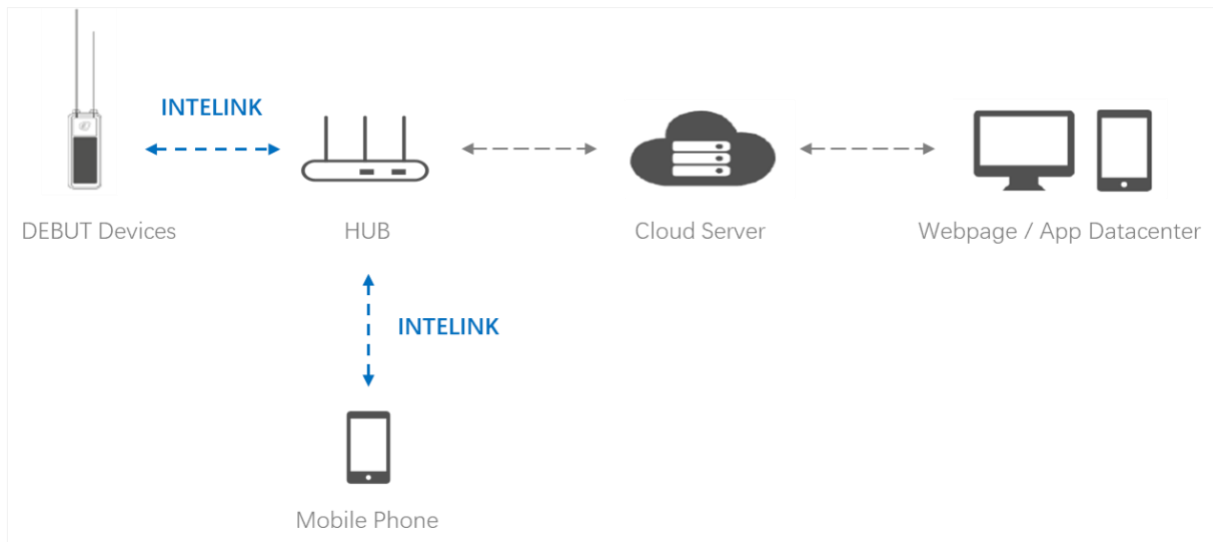 INTELINK
DEBUT Devices
HUB
Cloud Server
Webpage / App Datacenter
INTELINK
Mobile Phone